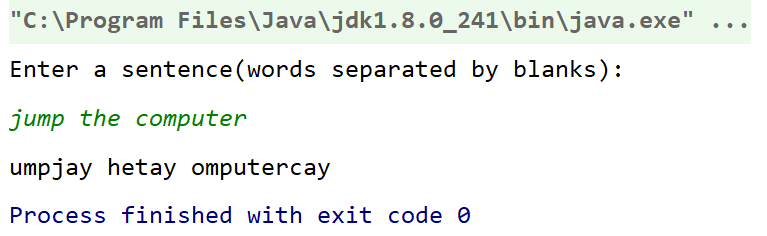 "C:\Program Files\Java\jdk1.8.0_241\bin\java.exe" ...
Enter a sentence(words separated by blanks):
jump the computer
umpjay hetay omputercay
Process finished with exit code 0